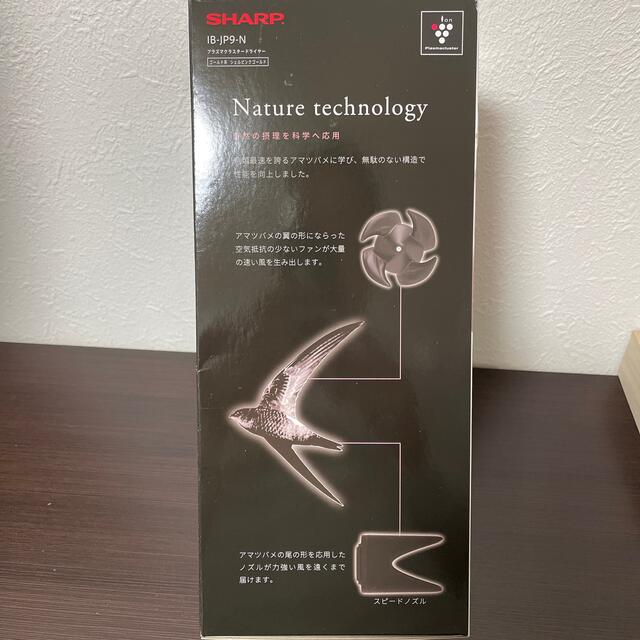 SHARP
IB-JP9-N
プラズマクラスタードライヤー
ゴールド系 シェルピンクゴールド
Ion
Plasmacluster
Nature technology
自然の摂理を科学へ応用
最速を誇るアマツバメに学び、無駄のない構造で
性能を向上しました。
アマツバメの翼の形にならった
空気抵抗の少ないファンが大量
の速い風を生み出します。
アマツバメの尾の形を応用した
ノズルが力強い風を遠くまで
届けます。
スピードノズル